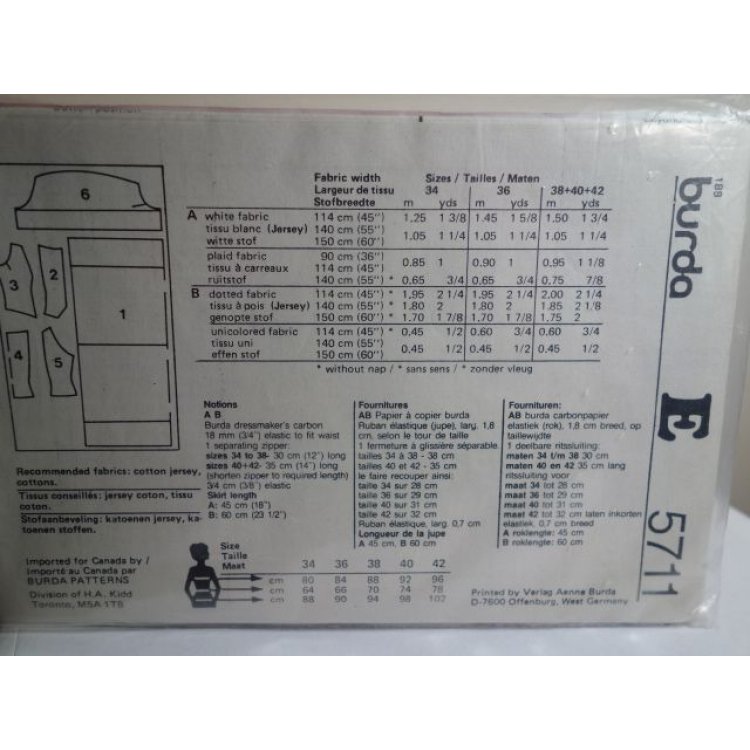 6
3
2
1
4
5
Fabric width Sizes / Tailles / Maten
Largeur de tissu 34 36 38+40+42
Stofbreedte m yds m yds m yds
A white fabric 114 cm (45") 1.25 1 3/8 1.45 1 5/8 1.50 1 3/4
tissu blanc (Jersey) 140 cm (55")
witte stof 150 cm (60") 1.05 1 1/4 1.05 1 1/4 1.05 1 1/4
plaid fabric 90 cm (36")
tissu à carreaux 114 cm (45") 0.85 1 0.90 1 0.95 1 1/8
ruitstof 140 cm (55") * 0.65 3/4 0.65 3/4 0.75 7/8
B dotted fabric 114 cm (45") * 1.95 2 1/4 1.95 2 1/4 2.00 2 1/4
tissu à pois (Jersey) 140 cm (55") * 1.80 2 1.80 2 1.85 2 1/8
genopte stof 150 cm (60") * 1.70 1 7/8 1.70 1 7/8 1.75 2
unicolored fabric 114 cm (45") * 0.45 1/2 0.60 3/4 0.60 3/4
tissu uni 140 cm (55")
effen stof 150 cm (60") 0.45 1/2 0.45 1/2 0.45 1/2
* without nap / * sans sens / * zonder vleug
Notions
A B
Burda dressmaker's carbon
18 mm (3/4") elastic to fit waist
1 separating zipper:
sizes 34 to 38- 30 cm (12") long
sizes 40+42- 35 cm (14") long
(shorten zipper to required length)
3/4 cm (3/8") elastic
Skirt length
A: 45 cm (18")
B: 60 cm (23 1/2")
Fournitures
AB Papier à copier burda
Ruban élastique (jupe), larg. 1,8
cm, selon le tour de taille
1 fermeture à glissière séparable.
tailles 34 à 38 - 38 cm
tailles 40 et 42 - 35 cm
le faire recouper ainsi:
taille 34 sur 28 cm
taille 36 sur 29 cm
taille 40 sur 31 cm
taille 42 sur 32 cm
Ruban élastique, larg. 0,7 cm
Longueur de la jupe
A 45 cm, B 60 cm
Fournituren:
AB burda carbonpapier
elastiek (rok), 1,8 cm breed, op
taillewijdte
1 deelbare ritssluiting:
maten 34 t/m 38 30 cm
maten 40 en 42 35 cm lang
ritssluiting voor
maat 34 tot 28 cm
maat 36 tot 29 cm
maat 40 tot 31 cm
maat 42 tot 32 cm laten inkorten
elastiek, 0,7 cm breed
A roklengte: 45 cm
B roklengte: 60 cm
Recommended fabrics: cotton jersey,
cottons.
Tissus conseillés: jersey coton, tissu
coton.
Stofaanbeveling: katoenen jersey, ka-
toenen stoffen.
Imported for Canada by /
Importé au Canada par
BURDA PATTERNS
Division of H.A. Kidd
Toronto, M5A-1T8
Size
Taille
Maat 34 36 38 40 42
cm 80 84 88 92 96
cm 64 66 70 74 78
cm 88 90 94 98 102
Printed by Verlag Aenne Burda
D-7600 Offenburg, West Germany
189
burda
E
5711